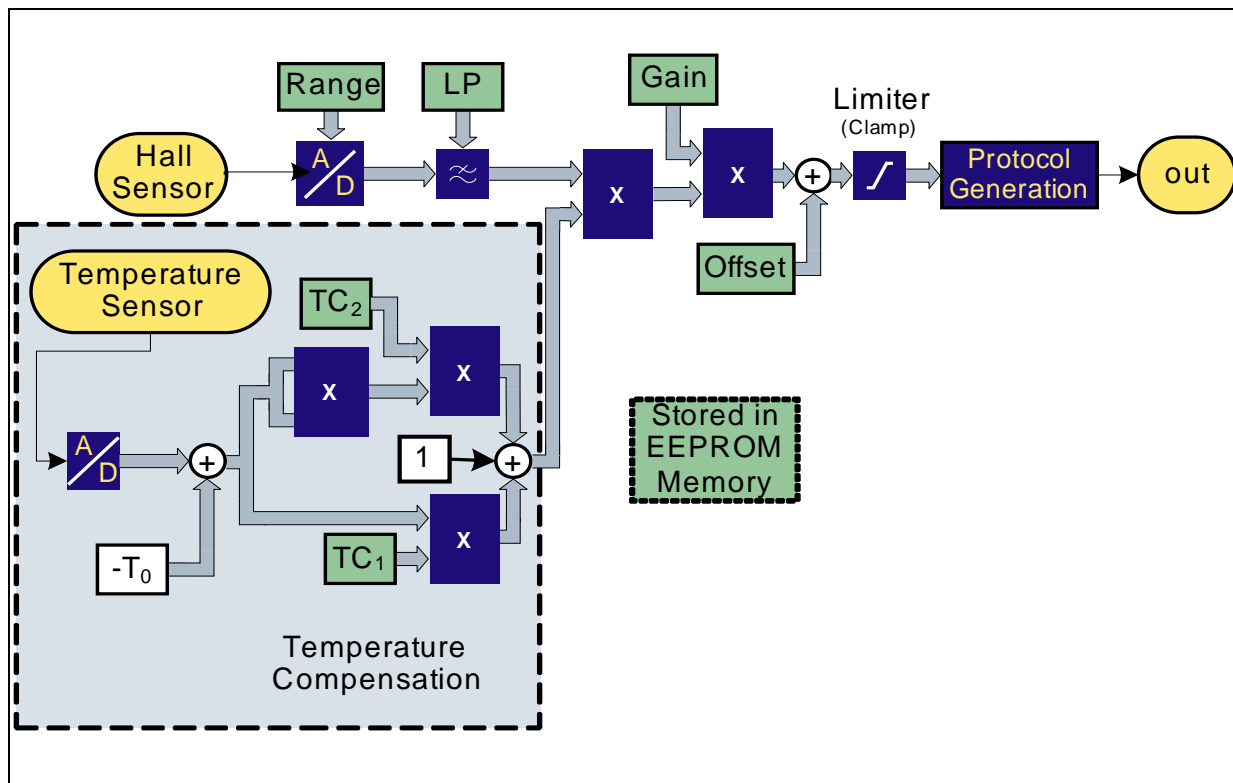 Range
LP
Gain
Limiter
(Clamp)
Hall
Sensor
A
D
X
X
Protocol
Generation
out
Offset
Temperature
Sensor
TC₂
X
X
A
D
+
+
1
+
-T₀
TC₁
X
Stored in
EEPROM
Memory
Temperature
Compensation